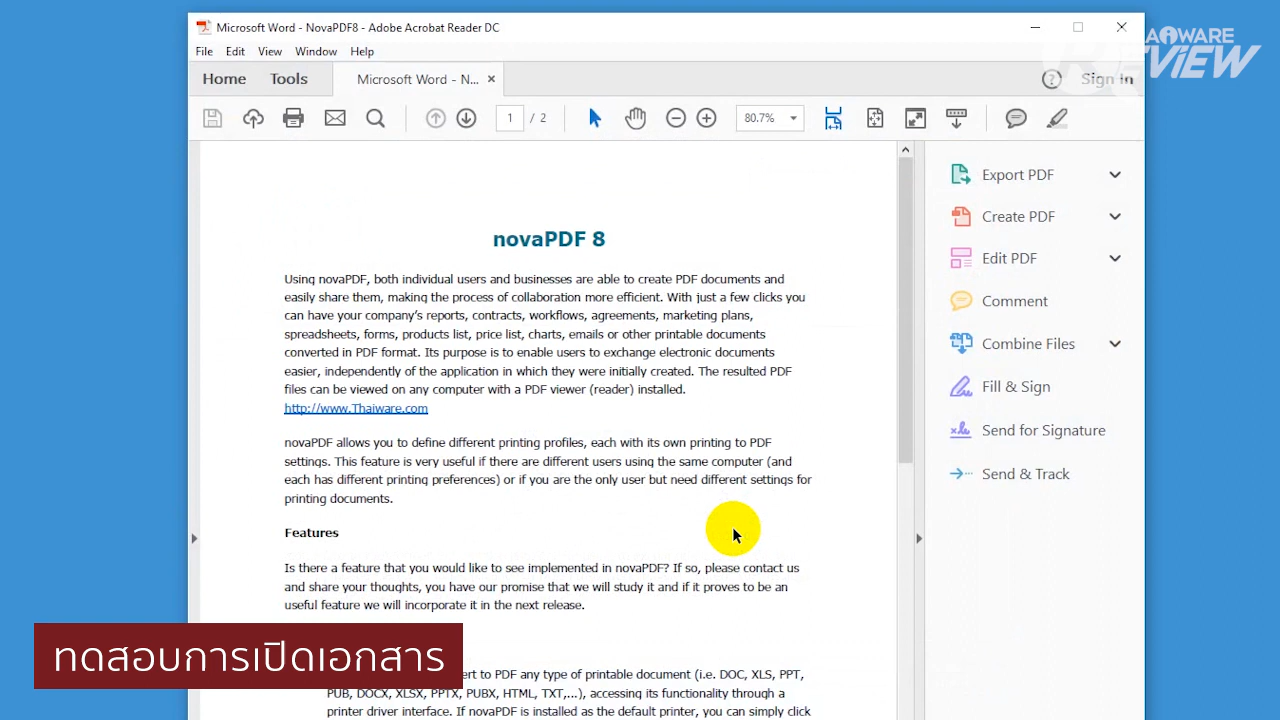 Microsoft Word - NovaPDF8 - Adobe Acrobat Reader DC
File Edit View Window Help
Home Tools Microsoft Word - N... ×
Sign In
1 / 2 80.7%
AiWARE
REVIEW
novaPDF 8
Using novaPDF, both individual users and businesses are able to create PDF documents and
easily share them, making the process of collaboration more efficient. With just a few clicks you
can have your company's reports, contracts, workflows, agreements, marketing plans,
spreadsheets, forms, products list, price list, charts, emails or other printable documents
converted in PDF format. Its purpose is to enable users to exchange electronic documents
easier, independently of the application in which they were initially created. The resulted PDF
files can be viewed on any computer with a PDF viewer (reader) installed.
http://www.Thaiware.com
novaPDF allows you to define different printing profiles, each with its own printing to PDF
settings. This feature is very useful if there are different users using the same computer (and
each has different printing preferences) or if you are the only user but need different settings for
printing documents.
Features
Is there a feature that you would like to see implemented in novaPDF? If so, please contact us
and share your thoughts, you have our promise that we will study it and if it proves to be an
useful feature we will incorporate it in the next release.
to PDF any type of printable document (i.e. DOC, XLS, PPT,
PUB, DOCX, XLSX, PPTX, PUBX, HTML, TXT,...), accessing its functionality through a
printer driver interface. If novaPDF is installed as the default printer, you can simply click
Export PDF
Create PDF
Edit PDF
Comment
Combine Files
Fill & Sign
Send for Signature
Send & Track
ทดสอบการเปิดเอกสาร